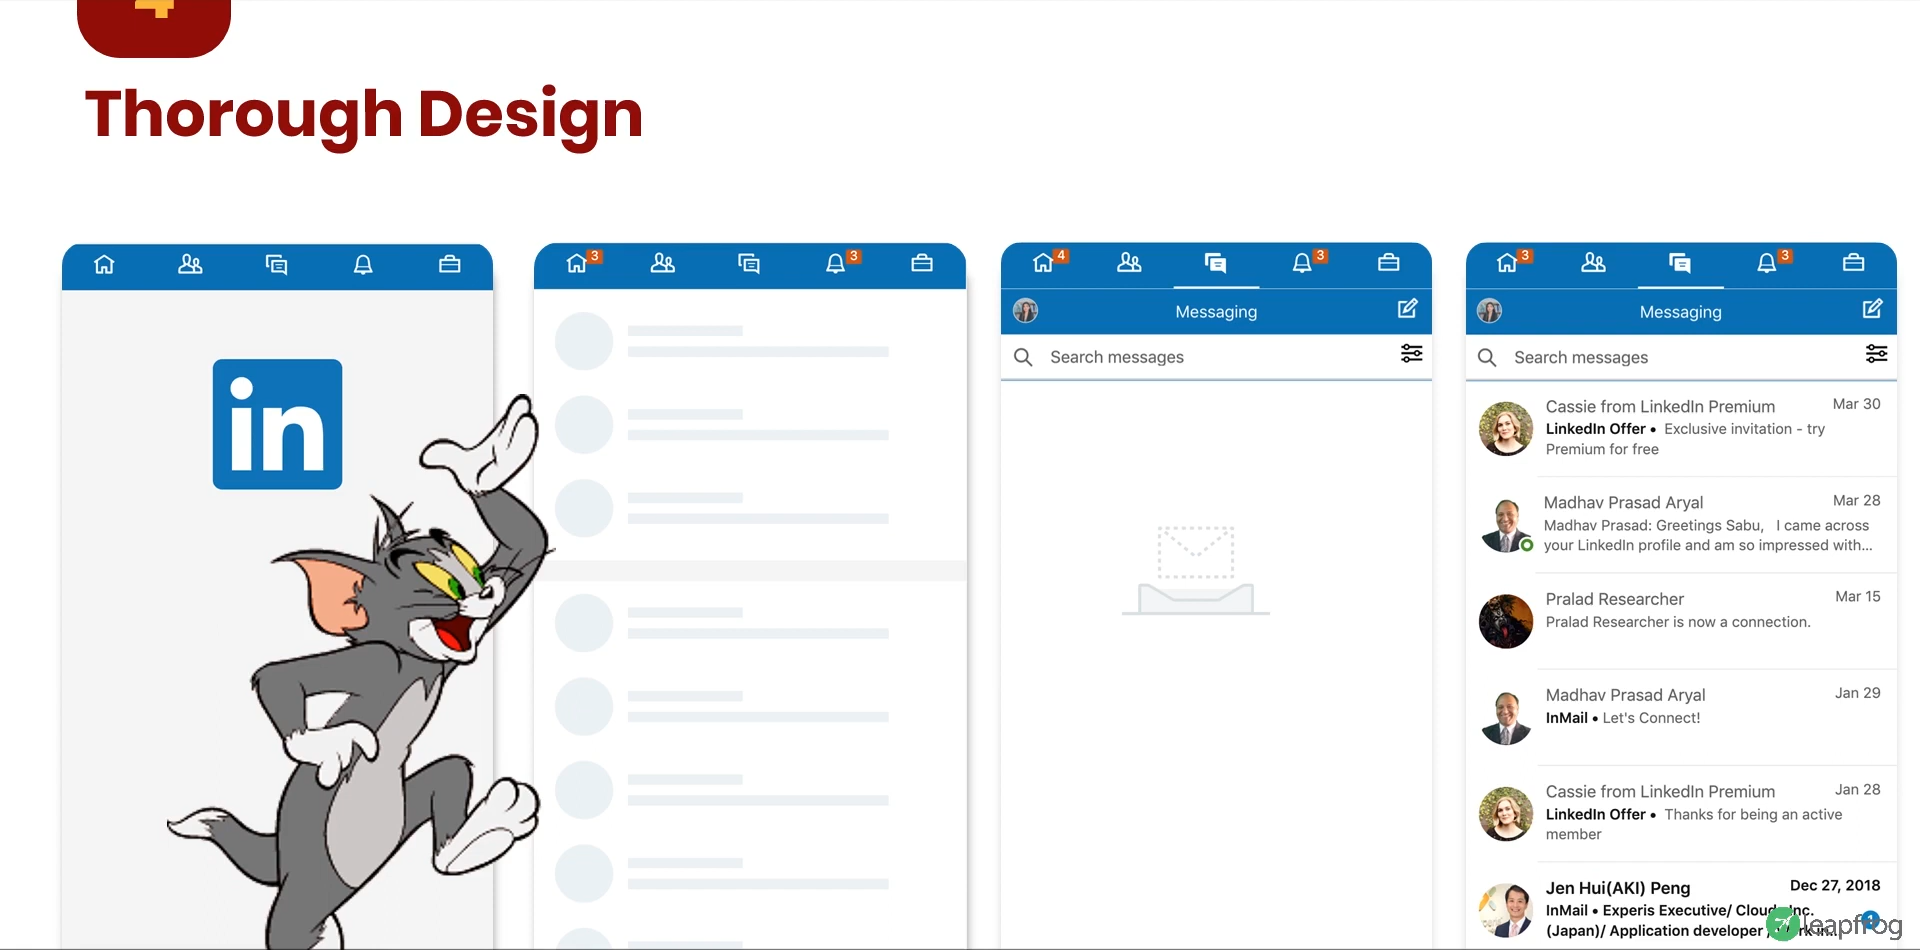 4
Thorough Design
in
3
3
4
3
Messaging
Search messages
3
3
Messaging
Search messages
Cassie from LinkedIn Premium Mar 30
LinkedIn Offer • Exclusive invitation - try
Premium for free
Madhav Prasad Aryal Mar 28
Madhav Prasad: Greetings Sabu, I came across
your LinkedIn profile and am so impressed with...
Pralad Researcher Mar 15
Pralad Researcher is now a connection.
Madhav Prasad Aryal Jan 29
InMail • Let's Connect!
Cassie from LinkedIn Premium Jan 28
LinkedIn Offer • Thanks for being an active
member
Jen Hui(AKI) Peng Dec 27, 2018
InMail • Experis Executive/ Cloud, Inc.
(Japan)/ Application developer
1
leapfrog